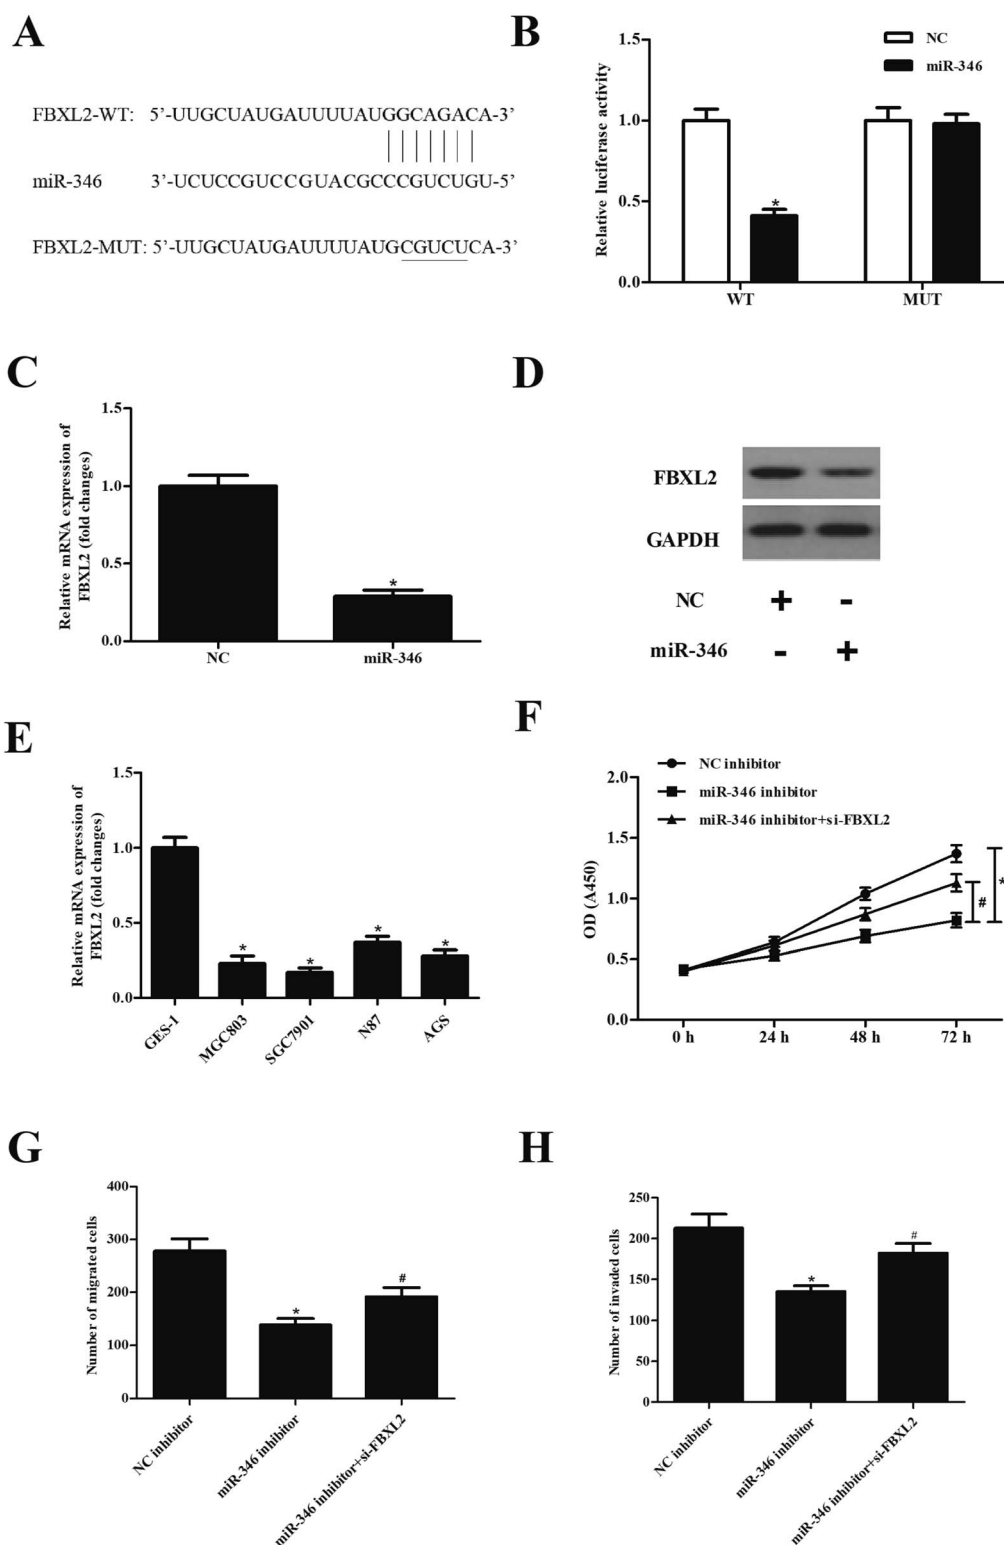 A
FBXL2-WT: 5’-UUGCUAUGAUUUUAUGGCAGACA-3’
miR-346 3’-UCUCCGUCCGUACGCCCGUCUGU-5’
FBXL2-MUT: 5’-UUGCUAUGAUUUUAUGCGUCUCA-3’
B
Relative luciferase activity
1.5
1.0
0.5
0.0
NC
miR-346
*
WT
MUT
C
Relative mRNA expression of
FBXL2 (fold changes)
1.5
1.0
0.5
0.0
*
NC
miR-346
D
FBXL2
GAPDH
NC + -
miR-346 - +
E
Relative mRNA expression of
FBXL2 (fold changes)
1.5
1.0
0.5
0.0
* * * *
GES-1
MGC803
SGC7901
N87
AGS
F
NC inhibitor
miR-346 inhibitor
miR-346 inhibitor+si-FBXL2
OD (A450)
2.0
1.5
1.0
0.5
0.0
# *
0 h
24 h
48 h
72 h
G
Number of migrated cells
400
300
200
100
0
* #
NC inhibitor
miR-346 inhibitor
miR-346 inhibitor+si-FBXL2
H
Number of invaded cells
250
200
150
100
50
0
* #
NC inhibitor
miR-346 inhibitor
miR-346 inhibitor+si-FBXL2